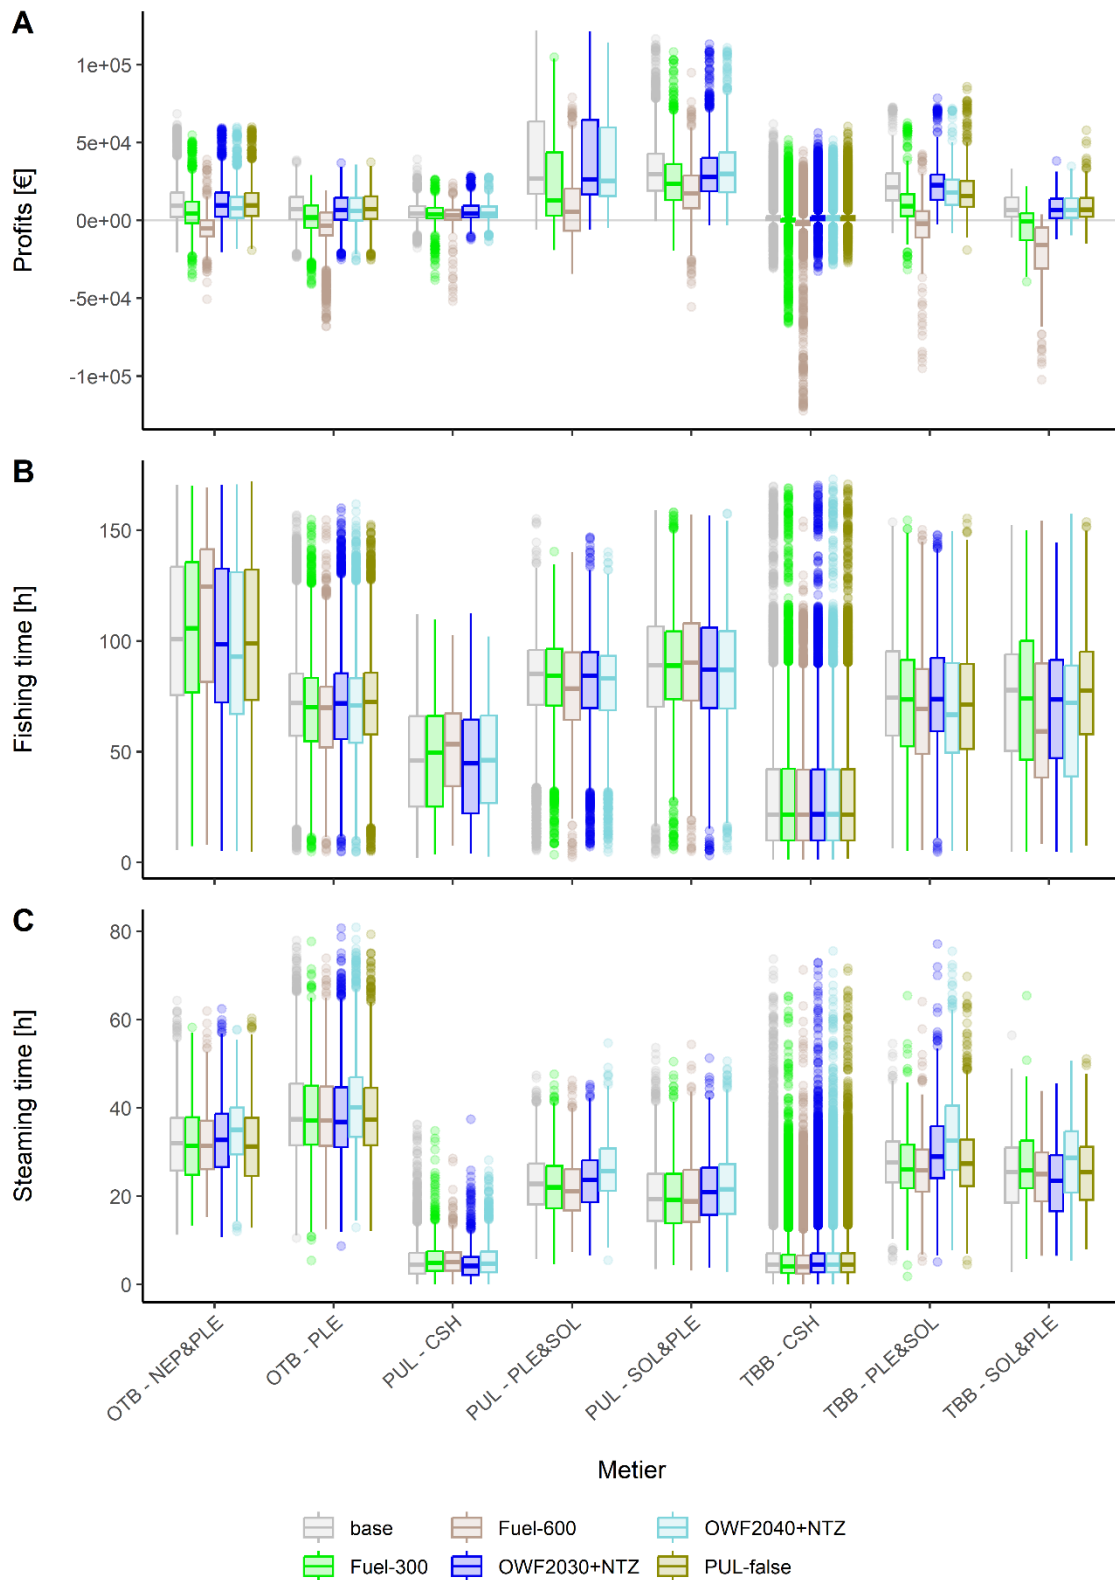 A
Profits [€]
1e+05
5e+04
0e+00
-5e+04
-1e+05
B
Fishing time [h]
150
100
50
0
C
Steaming time [h]
80
60
40
20
0
OTB - NEP&PLE
OTB - PLE
PUL - CSH
PUL - PLE&SOL
PUL - SOL&PLE
TBB - CSH
TBB - PLE&SOL
TBB - SOL&PLE
Metier
base
Fuel-600
OWF2040+NTZ
Fuel-300
OWF2030+NTZ
PUL-false